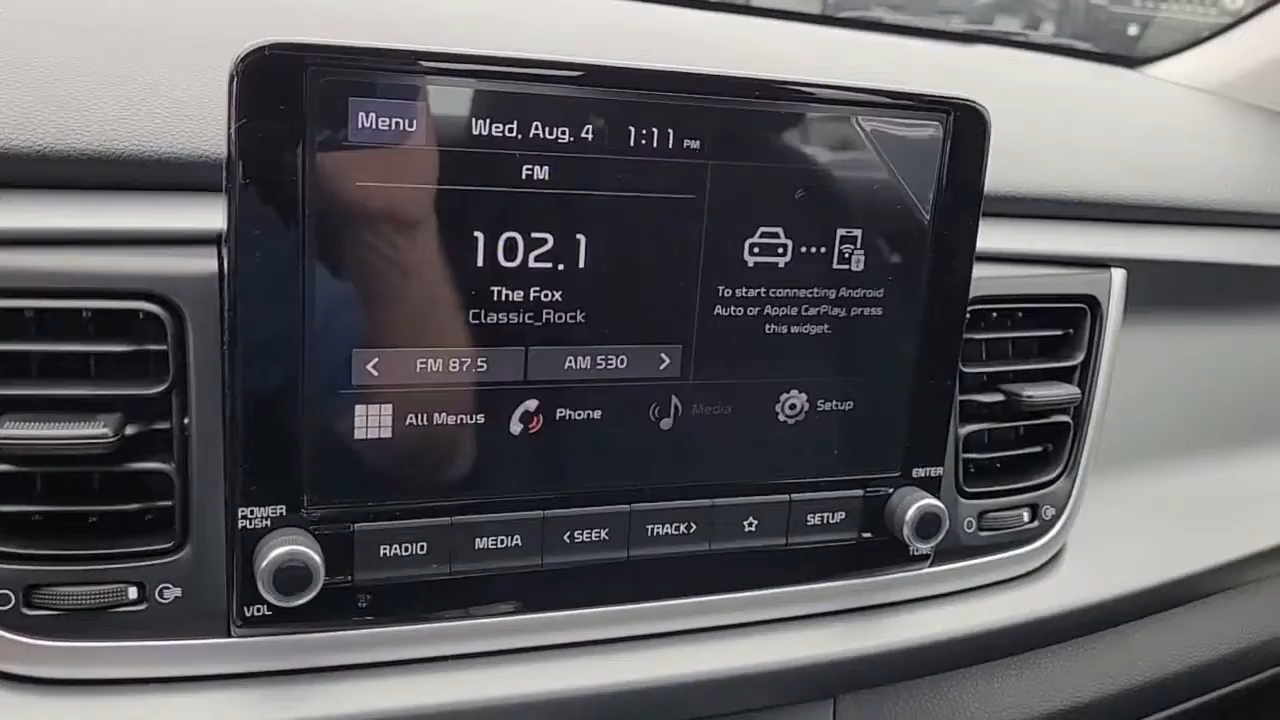 Menu
Wed, Aug. 4
1:11 PM
FM
102.1
The Fox
Classic_Rock
To start connecting Android
Auto or Apple CarPlay, press
this widget.
< FM 87.5
AM 530 >
All Menus
Phone
Media
Setup
POWER
PUSH
VOL
RADIO
MEDIA
<SEEK
TRACK>
☆
SETUP
ENTER
TUNE